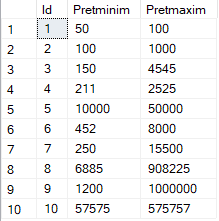 Id Pretminim Pretmaxim
1 1 50 100
2 2 100 1000
3 3 150 4545
4 4 211 2525
5 5 10000 50000
6 6 452 8000
7 7 250 15500
8 8 6885 908225
9 9 1200 1000000
10 10 57575 575757